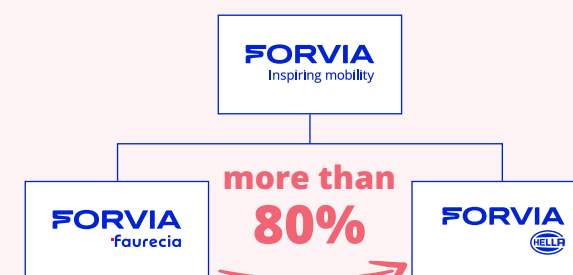 FORVIA
Inspiring mobility
more than
80%
FORVIA
faurecia
FORVIA
HELLA